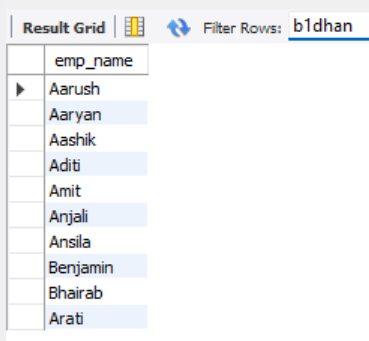 Result Grid Filter Rows: b1dhan
emp_name
Aarush
Aaryan
Aashik
Aditi
Amit
Anjali
Ansila
Benjamin
Bhairab
Arati